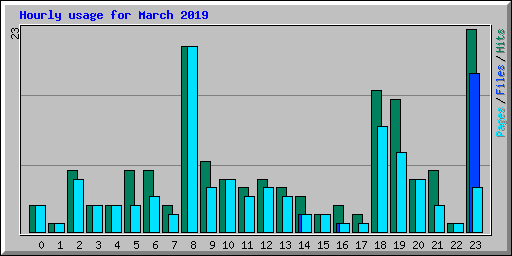 Hourly usage for March 2019
23
Pages / Files / Hits
0 1 2 3 4 5 6 7 8 9 10 11 12 13 14 15 16 17 18 19 20 21 22 23